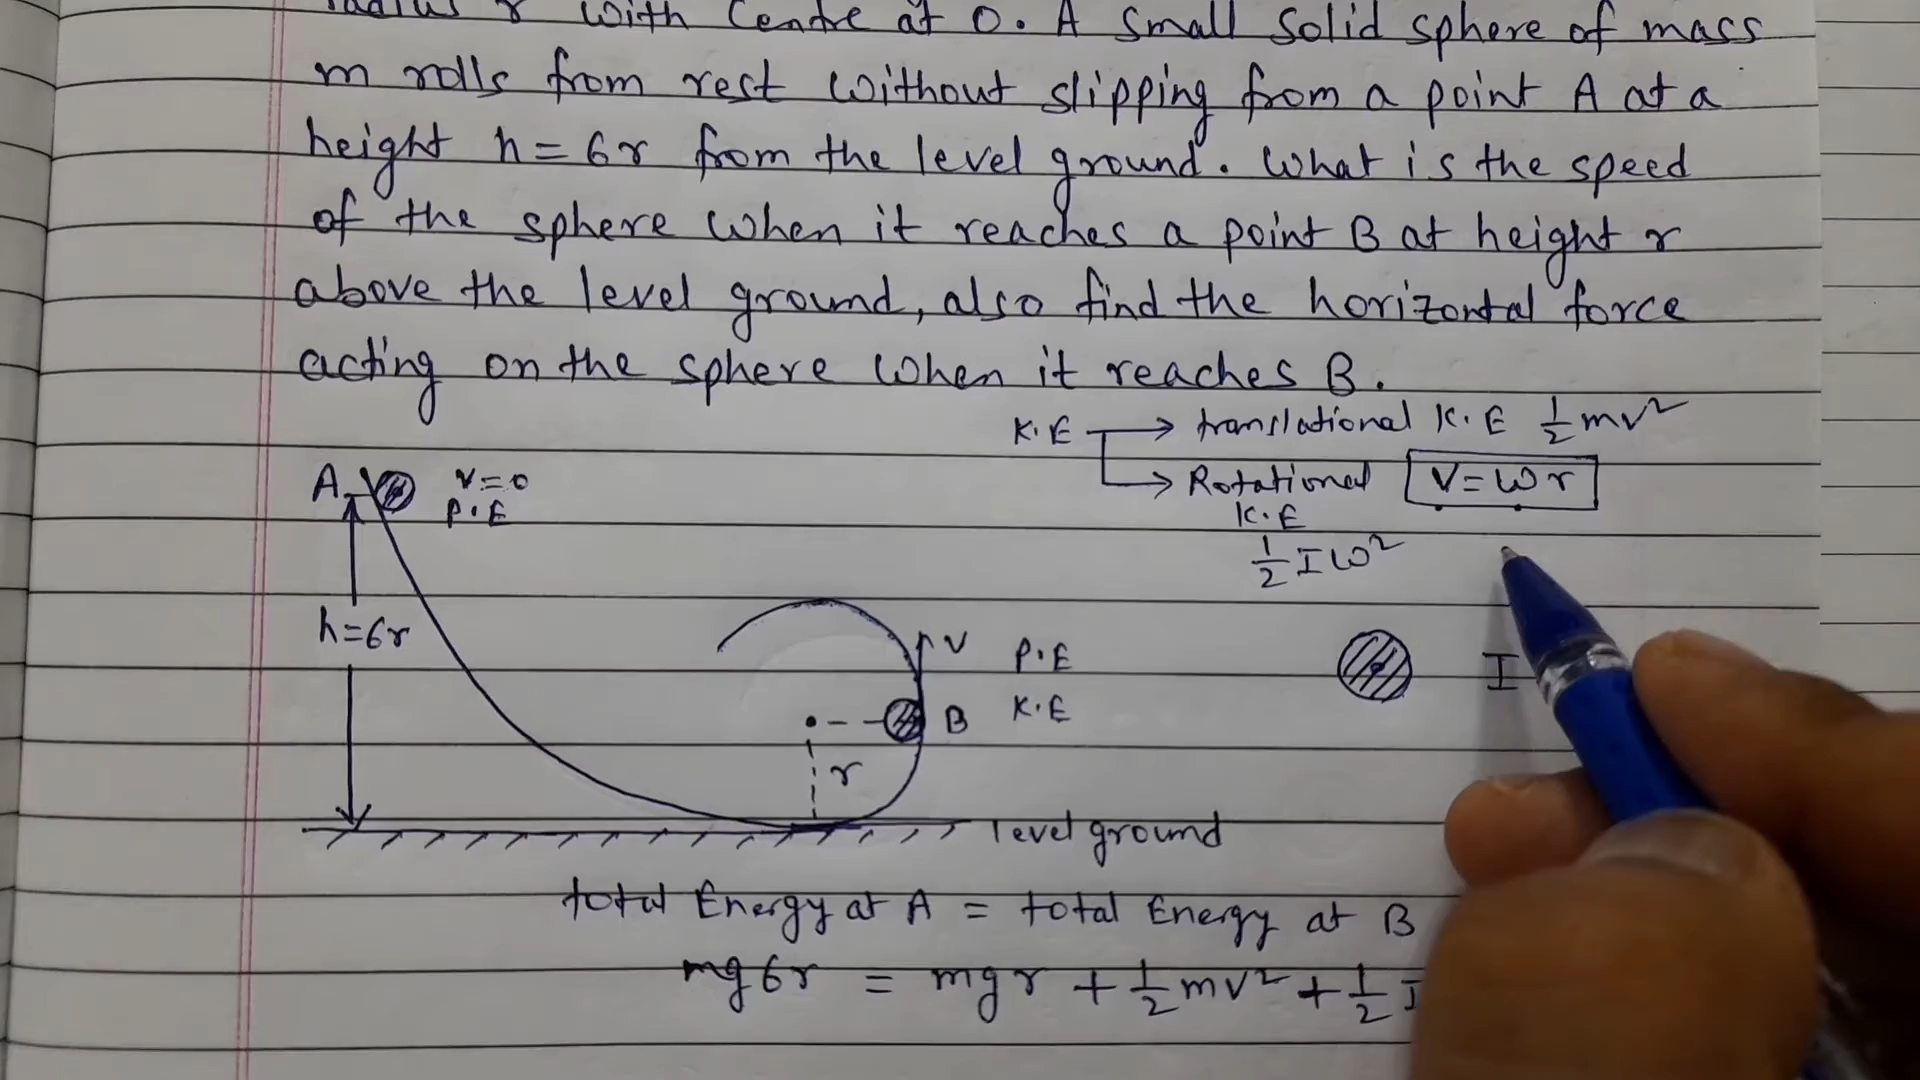 radius r with Centre at O. A small solid sphere of mass
m rolls from rest without slipping from a point A at a
height h=6r from the level ground. What is the speed
of the sphere when it reaches a point B at height r
above the level ground, also find the horizontal force
acting on the sphere when it reaches B.
K.E → translational K.E ½mv²
→ Rotational V=ωr
K.E
½Iω²
A v=0
P.E
h=6r
V P.E
B K.E
I
r
level ground
total Energy at A = total Energy at B
mg6r = mgr + ½mv² + ½I